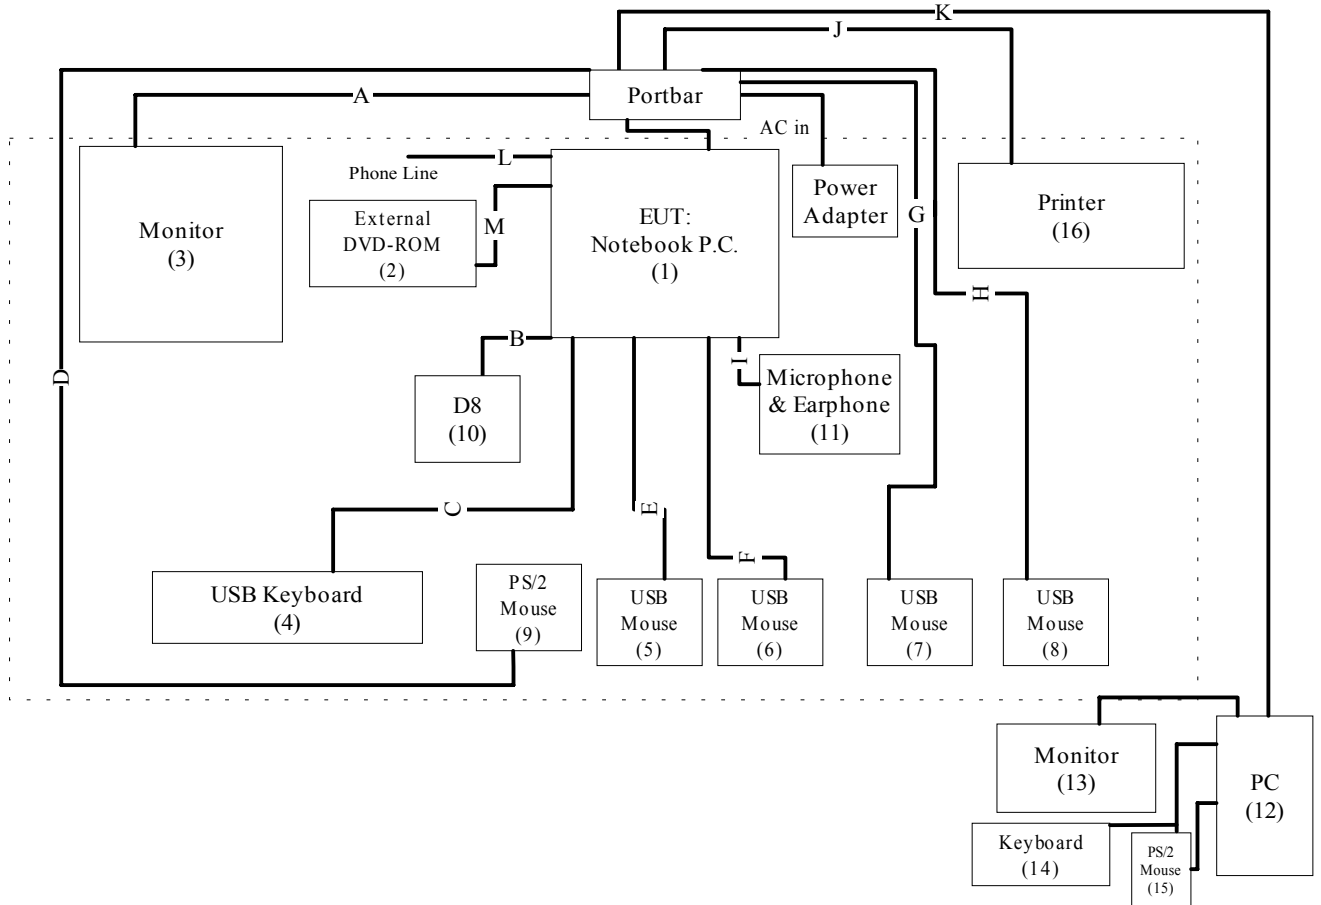 K
J
Portbar
A
AC in
L
Phone Line
Power
Adapter
Printer
(16)
External
DVD-ROM
(2)
M
EUT:
Notebook P.C.
(1)
G
Monitor
(3)
H
B
I
D
D8
(10)
Microphone
& Earphone
(11)
C
E
F
USB Keyboard
(4)
PS/2
Mouse
(9)
USB
Mouse
(5)
USB
Mouse
(6)
USB
Mouse
(7)
USB
Mouse
(8)
Monitor
(13)
PC
(12)
Keyboard
(14)
PS/2
Mouse
(15)